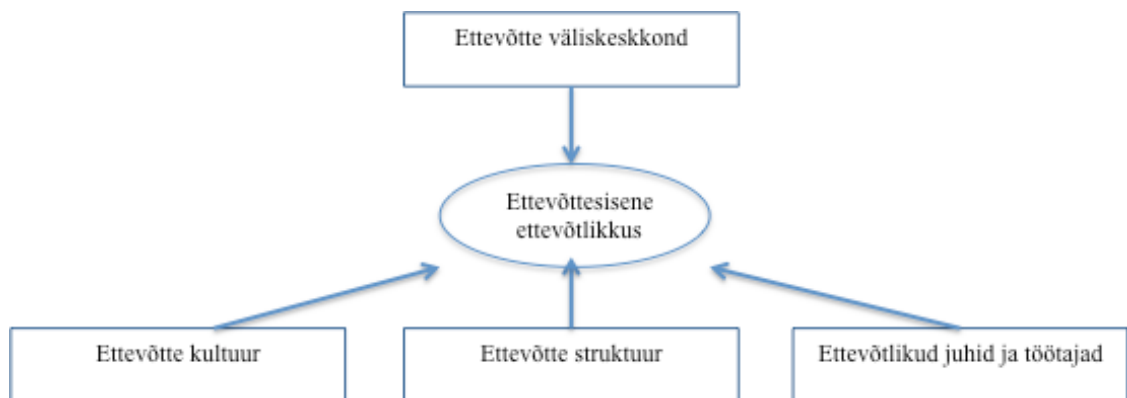 Ettevõtte väliskeskkond
Ettevõttesisene
ettevõtlikkus
Ettevõtte kultuur
Ettevõtte struktuur
Ettevõtlikud juhid ja töötajad